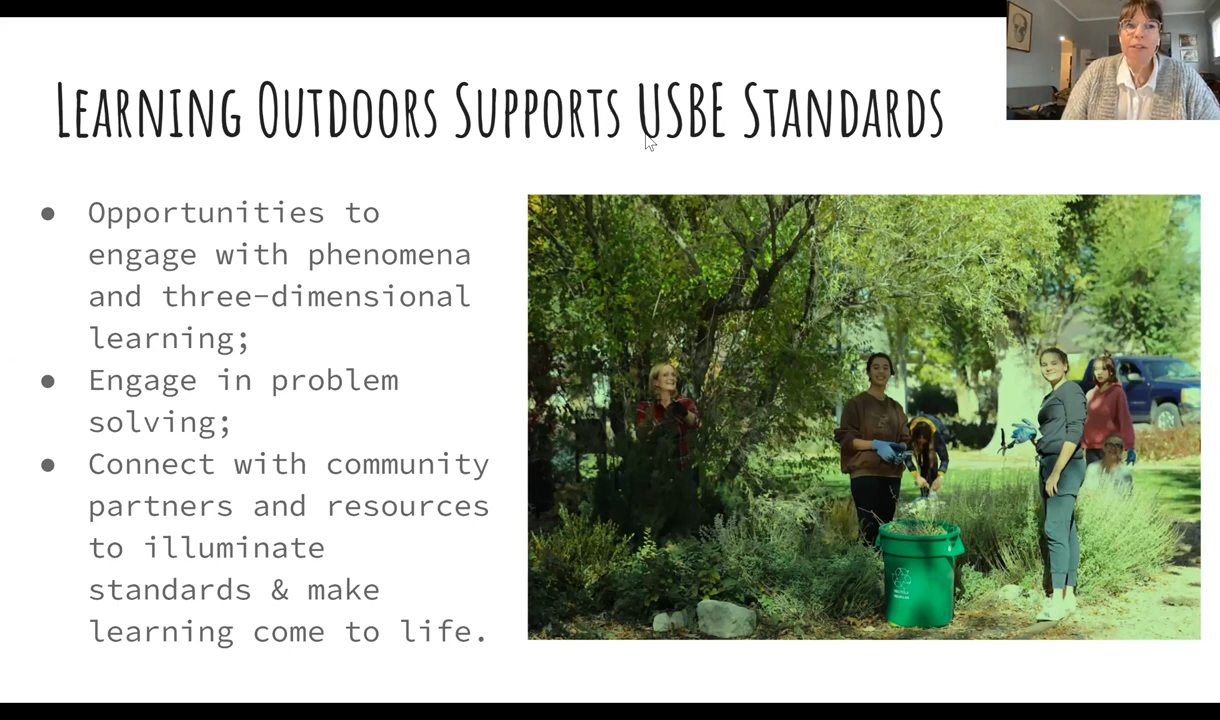 Learning Outdoors Supports USBE Standards
● Opportunities to
engage with phenomena
and three-dimensional
learning;
● Engage in problem
solving;
● Connect with community
partners and resources
to illuminate
standards & make
learning come to life.